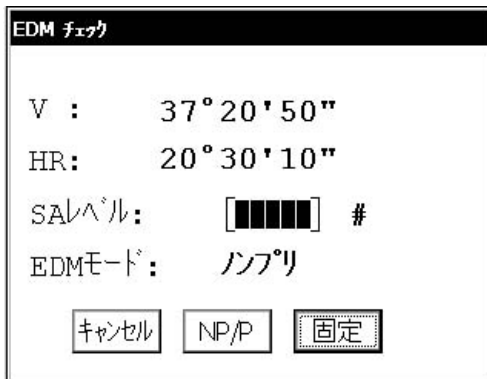 EDM ﾁｪｯｸ
V : 37°20'50"
HR: 20°30'10"
SAﾚﾍﾞﾙ: [█████] #
EDMﾓｰﾄﾞ: ﾉﾝﾌﾟﾘ
ｷｬﾝｾﾙ NP/P 固定